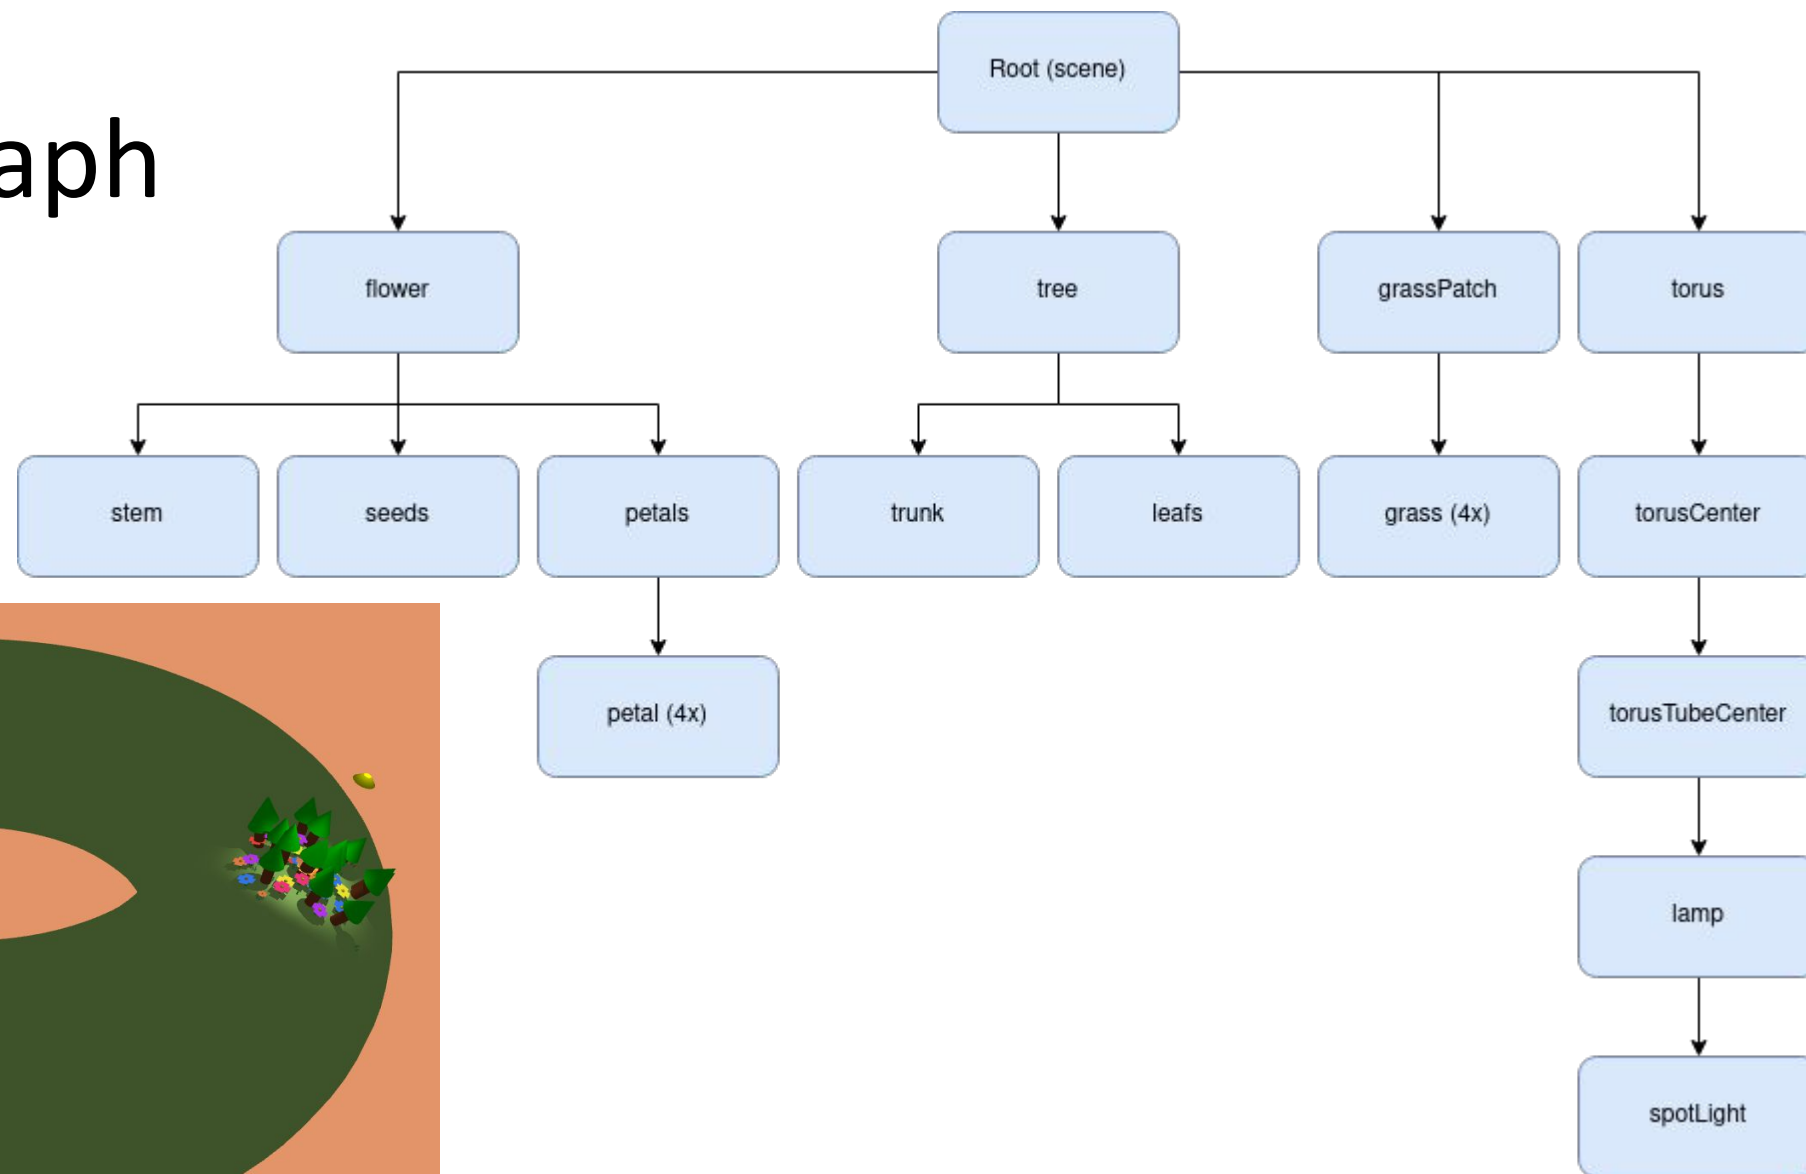 aph
Root (scene)
flower
tree
grassPatch
torus
stem
seeds
petals
trunk
leafs
grass (4x)
torusCenter
petal (4x)
torusTubeCenter
lamp
spotLight